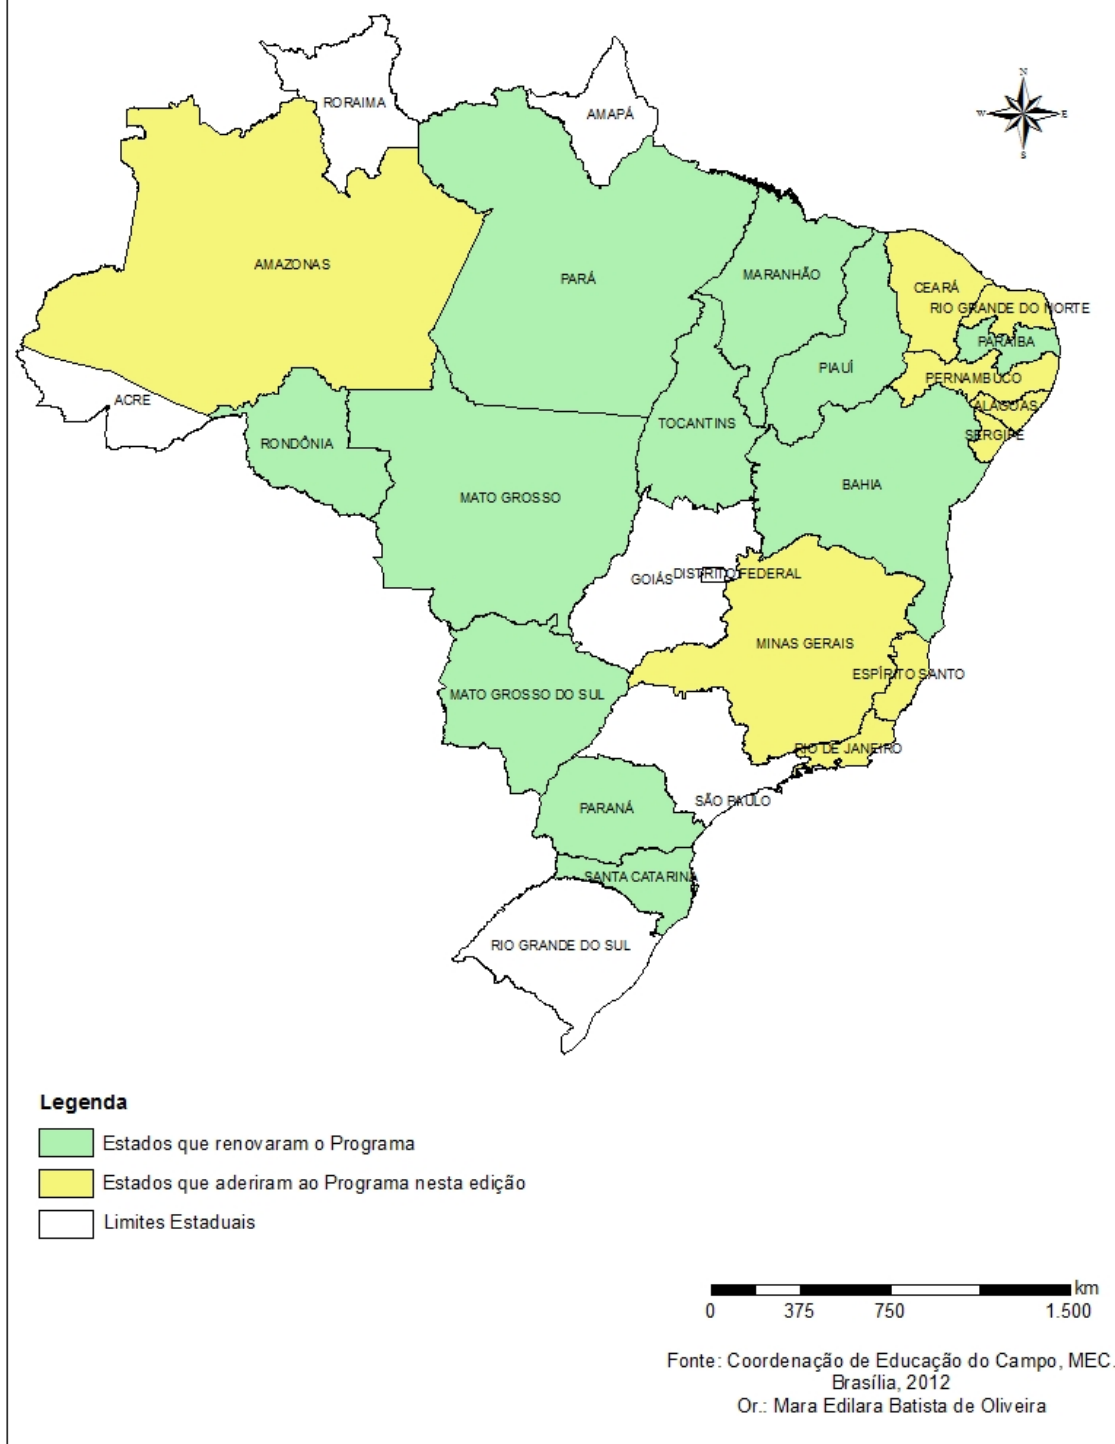 N
W
E
S
RORAIMA
AMAPÁ
AMAZONAS
PARÁ
MARANHÃO
CEARÁ
RIO GRANDE DO NORTE
PARAIBA
PIAUÍ
PERNAMBUCO
ACRE
ALAGOAS
TOCANTINS
SERGIPE
RONDÔNIA
BAHIA
MATO GROSSO
GOIÁS
DISTRITO FEDERAL
MINAS GERAIS
ESPÍRITO SANTO
MATO GROSSO DO SUL
RIO DE JANEIRO
SÃO PAULO
PARANÁ
SANTA CATARINA
RIO GRANDE DO SUL
Legenda
Estados que renovaram o Programa
Estados que aderiram ao Programa nesta edição
Limites Estaduais
km
0 375 750 1.500
Fonte: Coordenação de Educação do Campo, MEC.
Brasília, 2012
Or.: Mara Edilara Batista de Oliveira